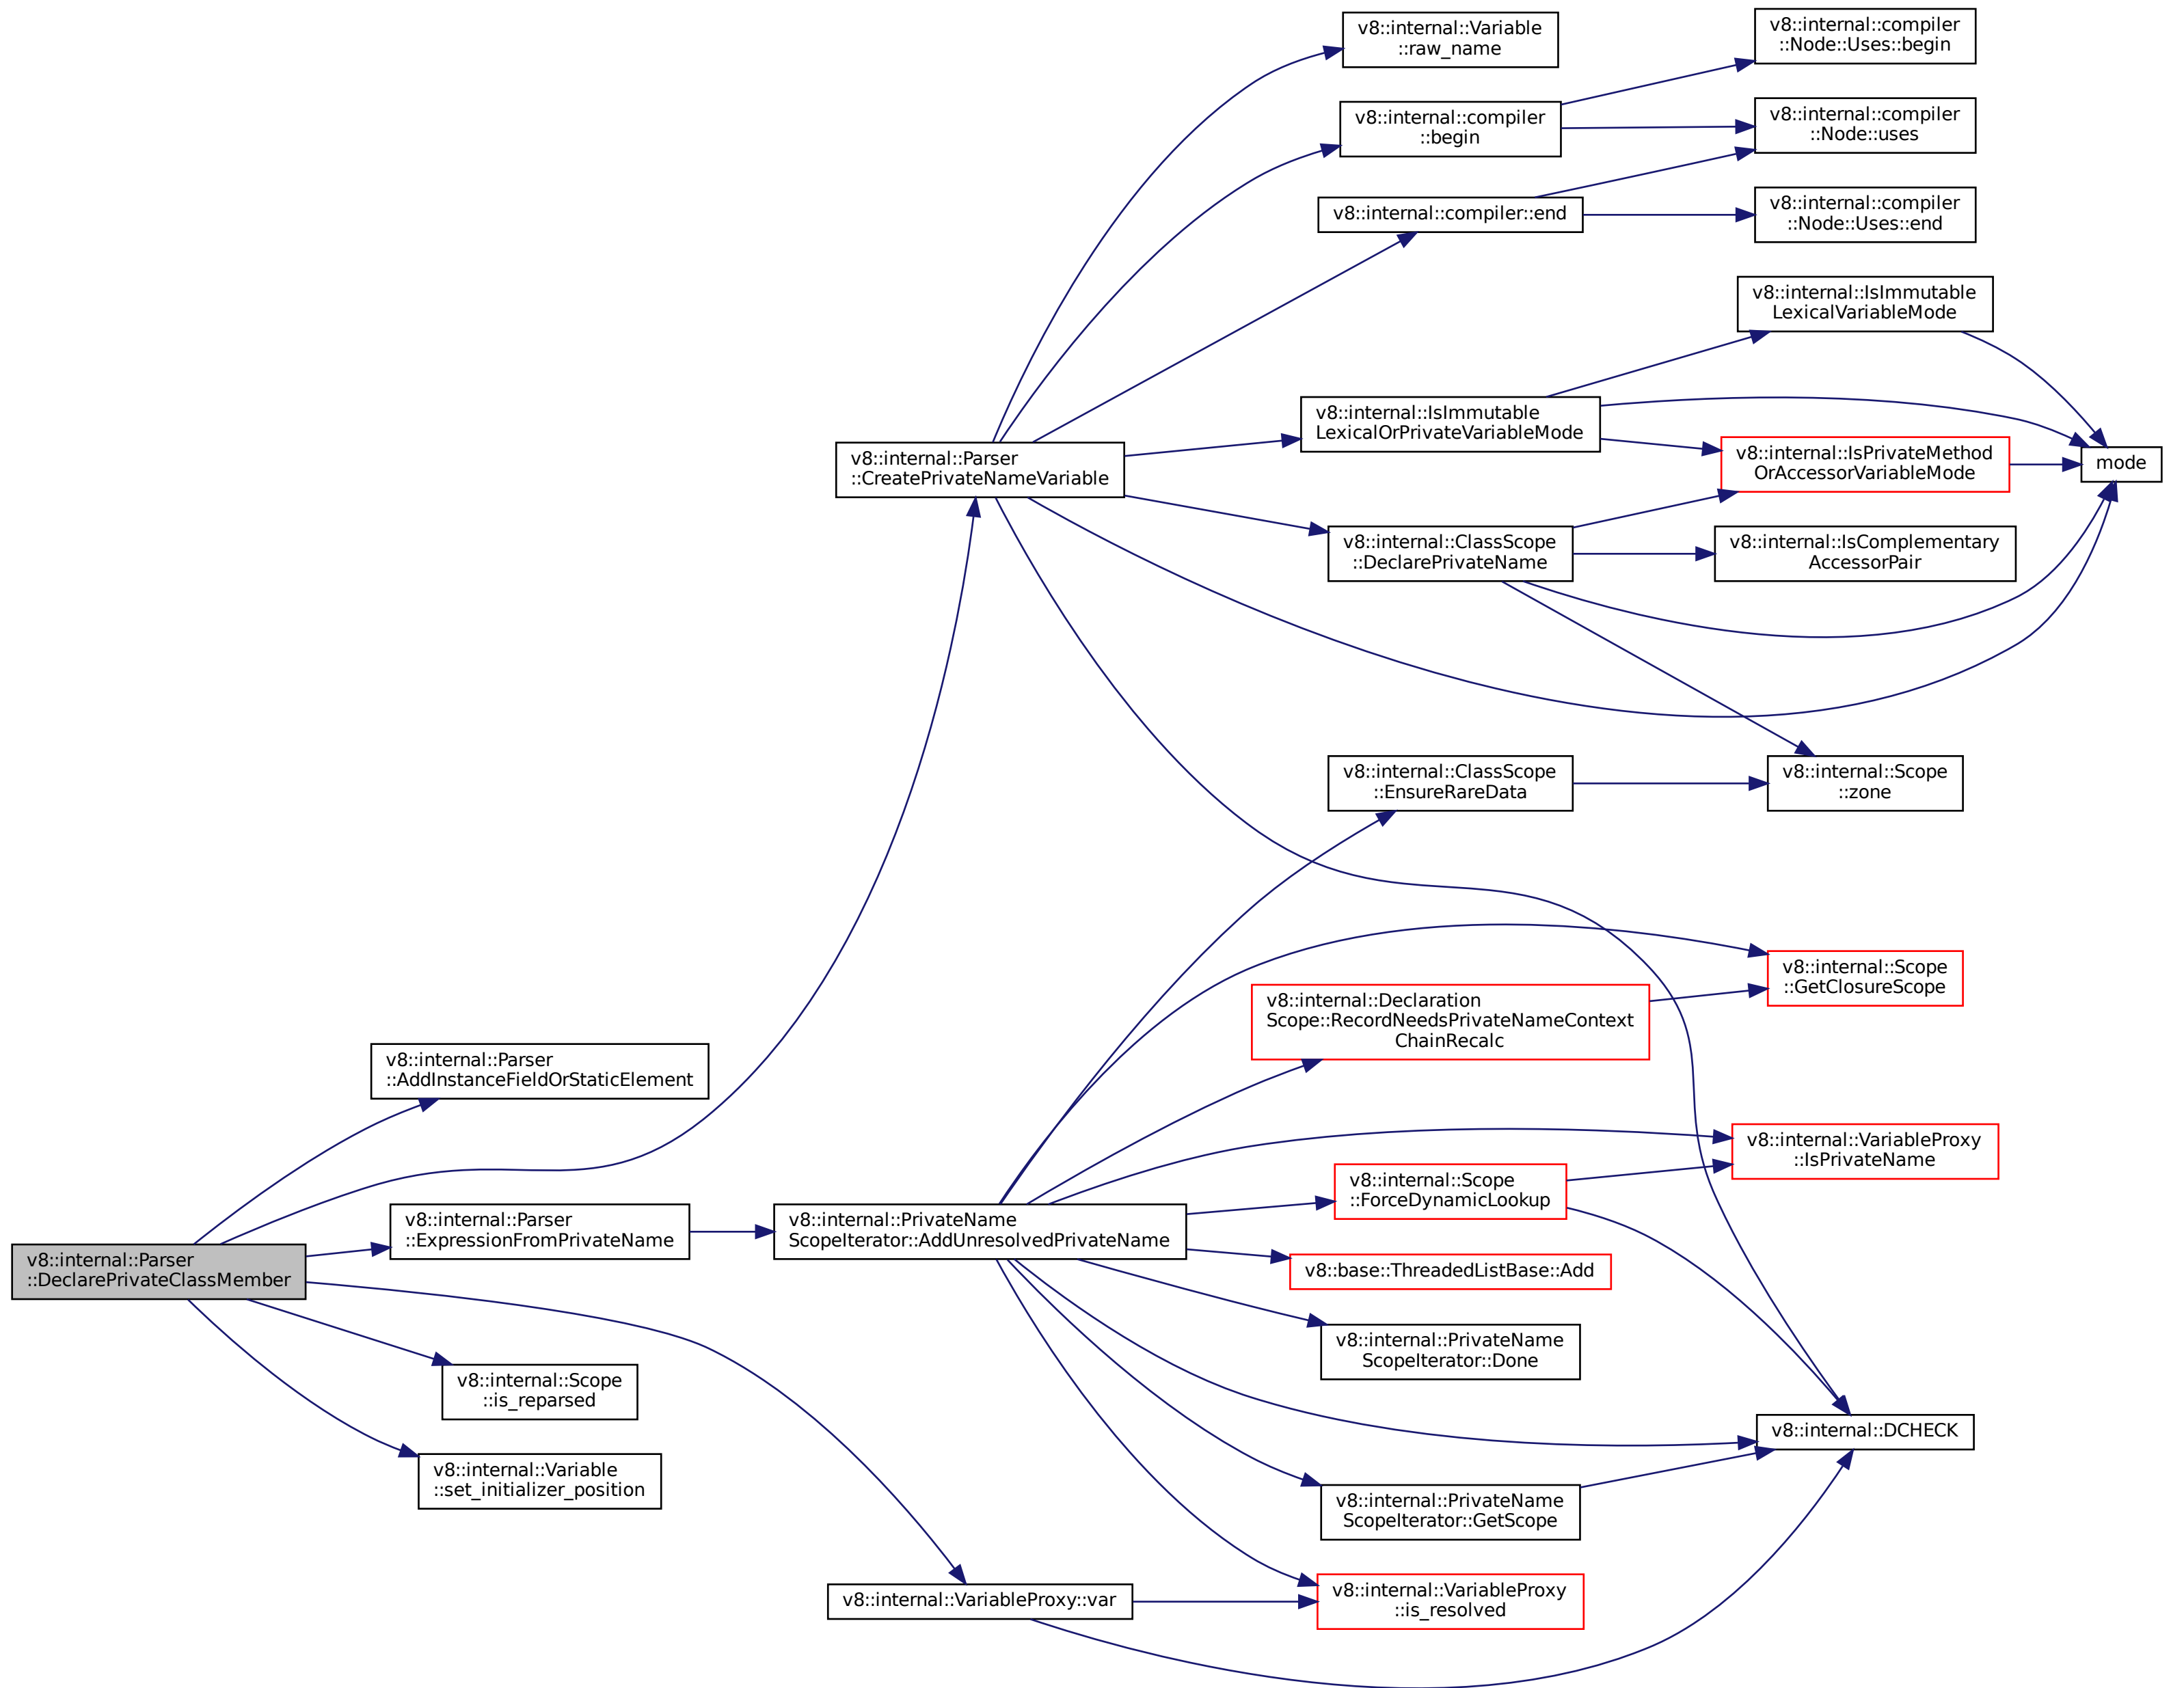 v8::internal::Parser
::DeclarePrivateClassMember
v8::internal::Parser
::AddInstanceFieldOrStaticElement
v8::internal::Parser
::CreatePrivateNameVariable
v8::internal::Parser
::ExpressionFromPrivateName
v8::internal::Scope
::is_reparsed
v8::internal::Variable
::set_initializer_position
v8::internal::VariableProxy::var
v8::internal::PrivateName
ScopeIterator::AddUnresolvedPrivateName
v8::internal::Variable
::raw_name
v8::internal::compiler
::begin
v8::internal::compiler::end
v8::internal::IsImmutable
LexicalOrPrivateVariableMode
v8::internal::ClassScope
::DeclarePrivateName
v8::internal::ClassScope
::EnsureRareData
v8::internal::Declaration
Scope::RecordNeedsPrivateNameContext
ChainRecalc
v8::internal::Scope
::ForceDynamicLookup
v8::base::ThreadedListBase::Add
v8::internal::PrivateName
ScopeIterator::Done
v8::internal::PrivateName
ScopeIterator::GetScope
v8::internal::VariableProxy
::is_resolved
v8::internal::compiler
::Node::Uses::begin
v8::internal::compiler
::Node::uses
v8::internal::compiler
::Node::Uses::end
v8::internal::IsImmutable
LexicalVariableMode
v8::internal::IsPrivateMethod
OrAccessorVariableMode
v8::internal::IsComplementary
AccessorPair
v8::internal::Scope
::zone
v8::internal::Scope
::GetClosureScope
v8::internal::VariableProxy
::IsPrivateName
v8::internal::DCHECK
mode